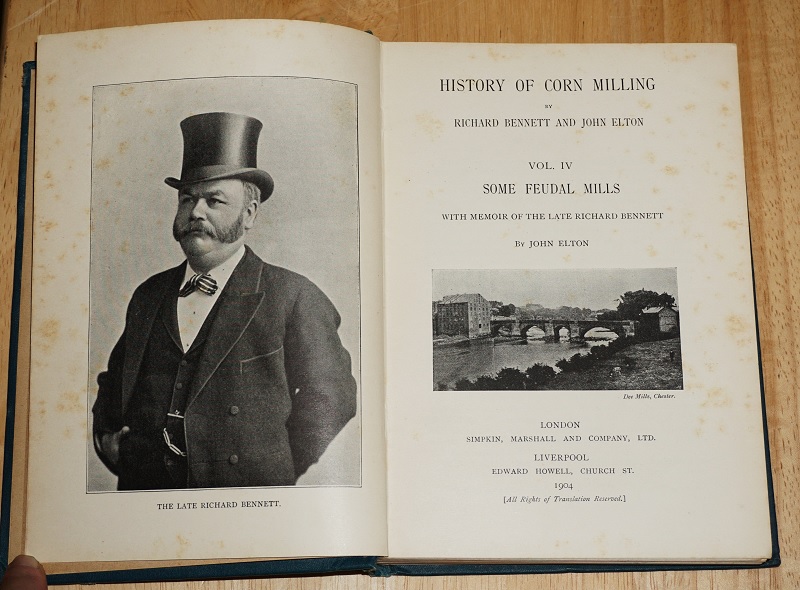 THE LATE RICHARD BENNETT.
HISTORY OF CORN MILLING
BY
RICHARD BENNETT AND JOHN ELTON
VOL. IV
SOME FEUDAL MILLS
WITH MEMOIR OF THE LATE RICHARD BENNETT
BY JOHN ELTON
Dee Mills, Chester.
LONDON
SIMPKIN, MARSHALL AND COMPANY, LTD.
LIVERPOOL
EDWARD HOWELL, CHURCH ST.
1904
[All Rights of Translation Reserved.]